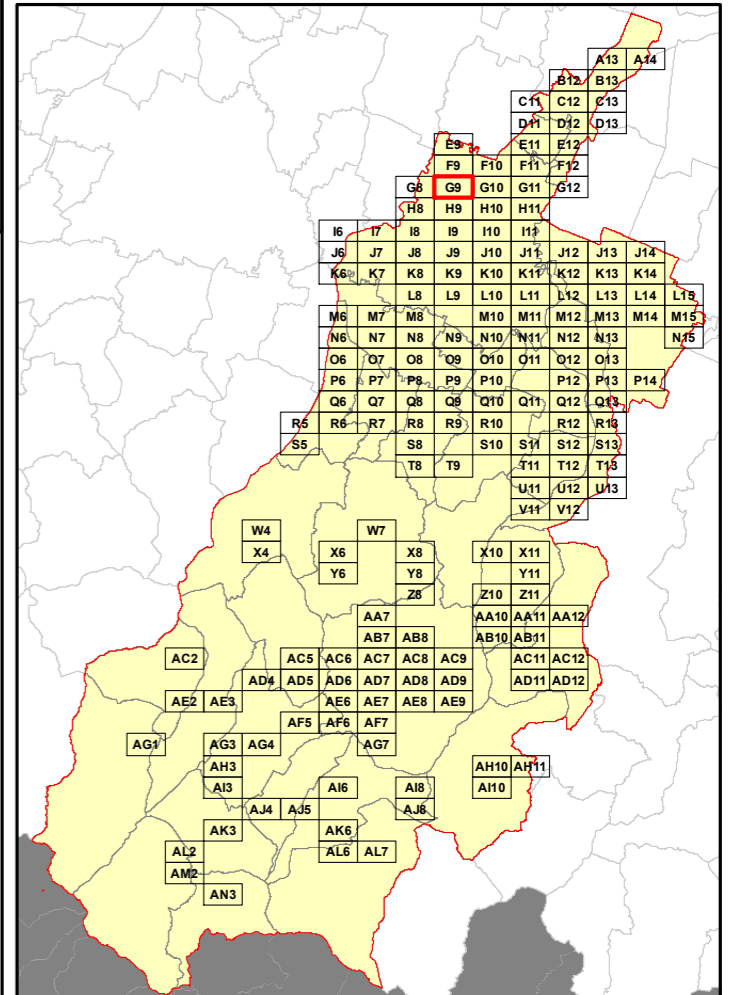 A13 A14
B12 B13
C11 C12 C13
D11 D12 D13
E9 E11 E12
F9 F10 F11 F12
G8 G9 G10 G11 G12
H8 H9 H10 H11
I6 I7 I8 I9 I10 I11
J6 J7 J8 J9 J10 J11 J12 J13 J14
K6 K7 K8 K9 K10 K11 K12 K13 K14
L8 L9 L10 L11 L12 L13 L14 L15
M6 M7 M8 M10 M11 M12 M13 M14 M15
N6 N7 N8 N9 N10 N11 N12 N13 N15
O6 O7 O8 O9 O10 O11 O12 O13
P6 P7 P8 P9 P10 P12 P13 P14
Q6 Q7 Q8 Q9 Q10 Q11 Q12 Q13
R5 R6 R7 R8 R9 R10 R12 R13
S5 S8 S10 S11 S12 S13
T8 T9 T11 T12 T13
U11 U12 U13
V11 V12
W4 W7
X4 X6 X8 X10 X11
Y6 Y8 Y11
Z8 Z10 Z11
AA7 AA10 AA11 AA12
AB7 AB8 AB10 AB11
AC2 AC5 AC6 AC7 AC8 AC9 AC11 AC12
AD4 AD5 AD6 AD7 AD8 AD9 AD11 AD12
AE2 AE3 AE6 AE7 AE8 AE9
AF5 AF6 AF7
AG1 AG3 AG4 AG7
AH3 AH10 AH11
AI3 AI6 AI8 AI10
AJ4 AJ5 AJ8
AK3 AK6
AL2 AL6 AL7
AM2
AN3